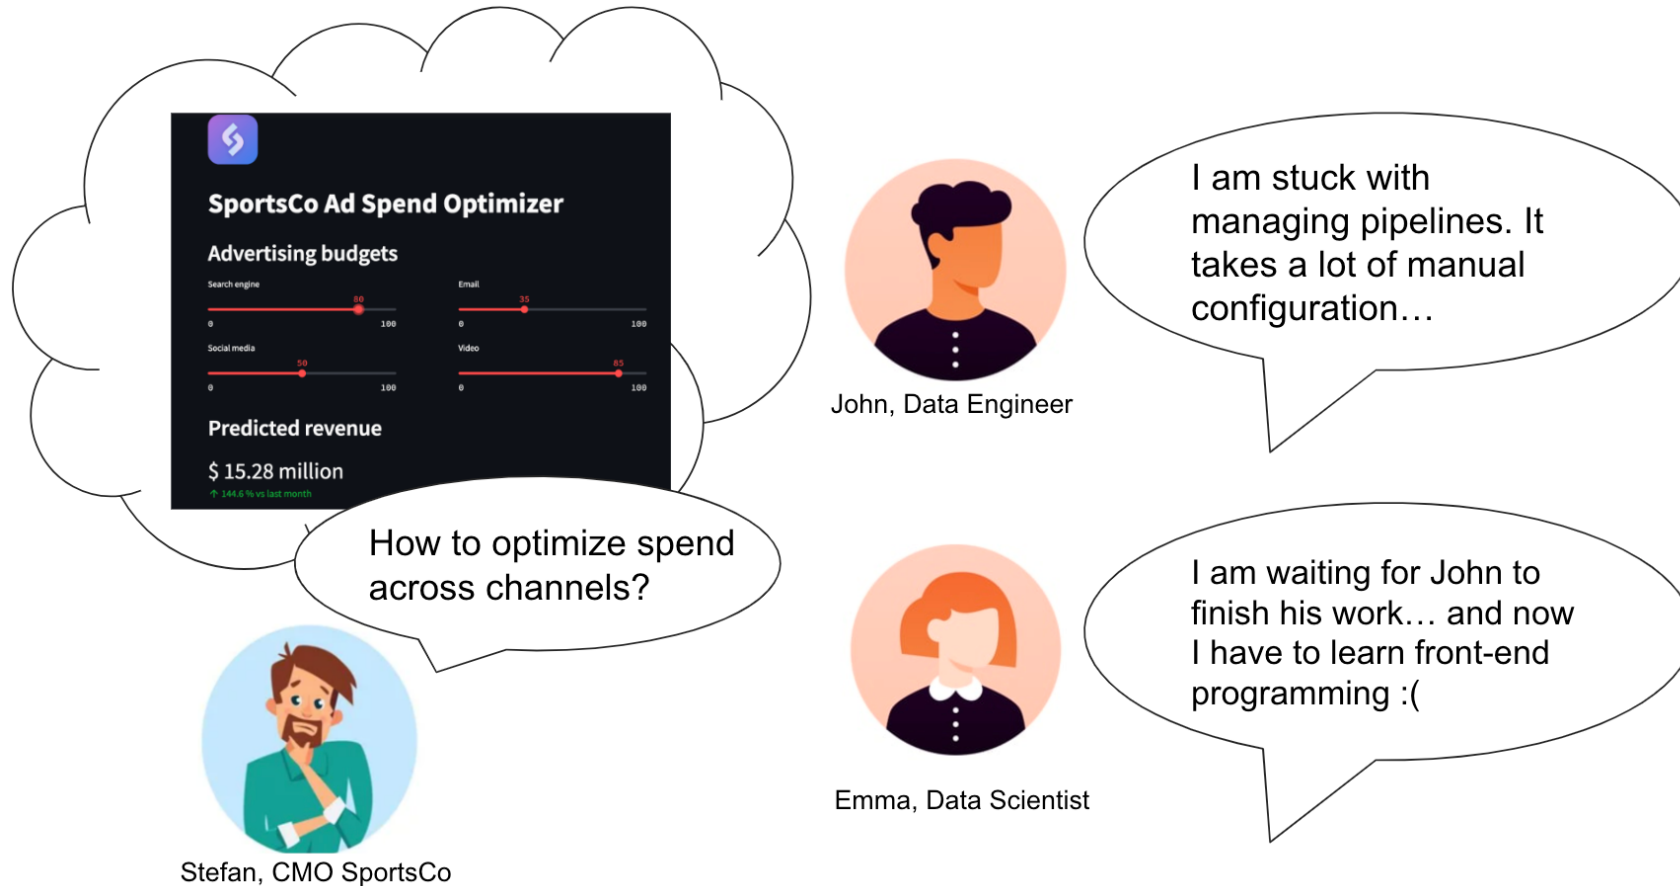 SportsCo Ad Spend Optimizer
Advertising budgets
Search engine
80
0 100
Email
35
0 100
Social media
50
0 100
Video
85
0 100
Predicted revenue
$ 15.28 million
↑ 144.6 % vs last month
How to optimize spend
across channels?
Stefan, CMO SportsCo
I am stuck with
managing pipelines. It
takes a lot of manual
configuration…
John, Data Engineer
I am waiting for John to
finish his work… and now
I have to learn front-end
programming :(
Emma, Data Scientist